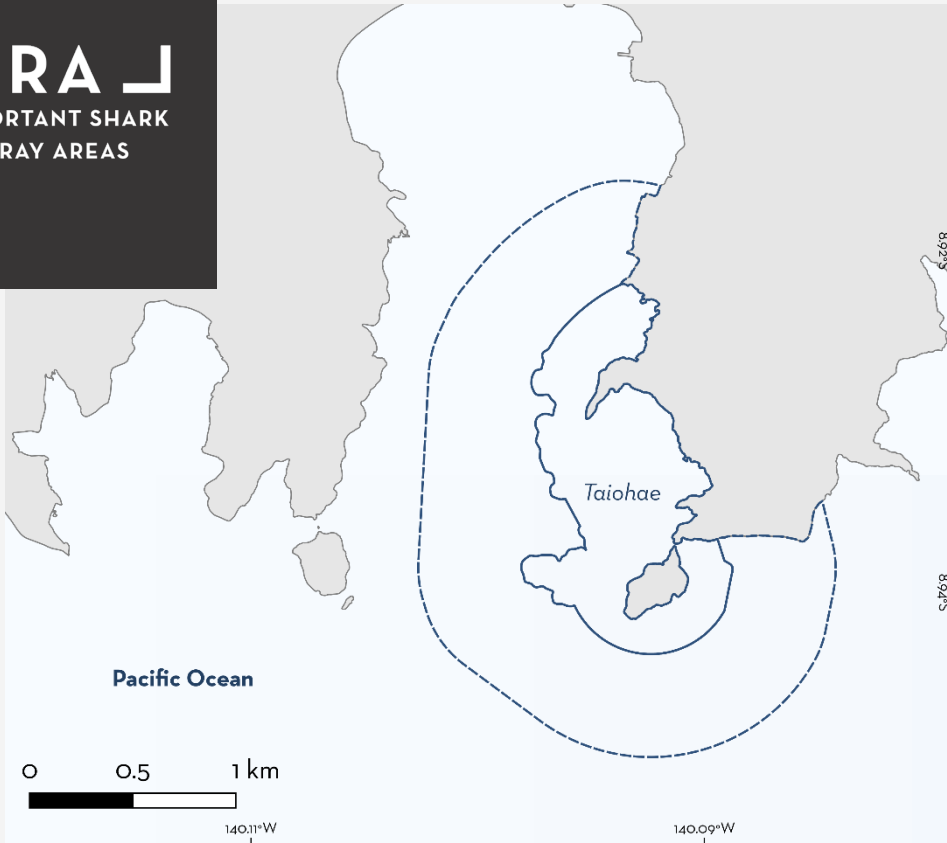 RA
ORTANT SHARK
RAY AREAS
8.92°S
Taiohae
8.94°S
Pacific Ocean
0 0.5 1 km
140.11°W 140.09°W